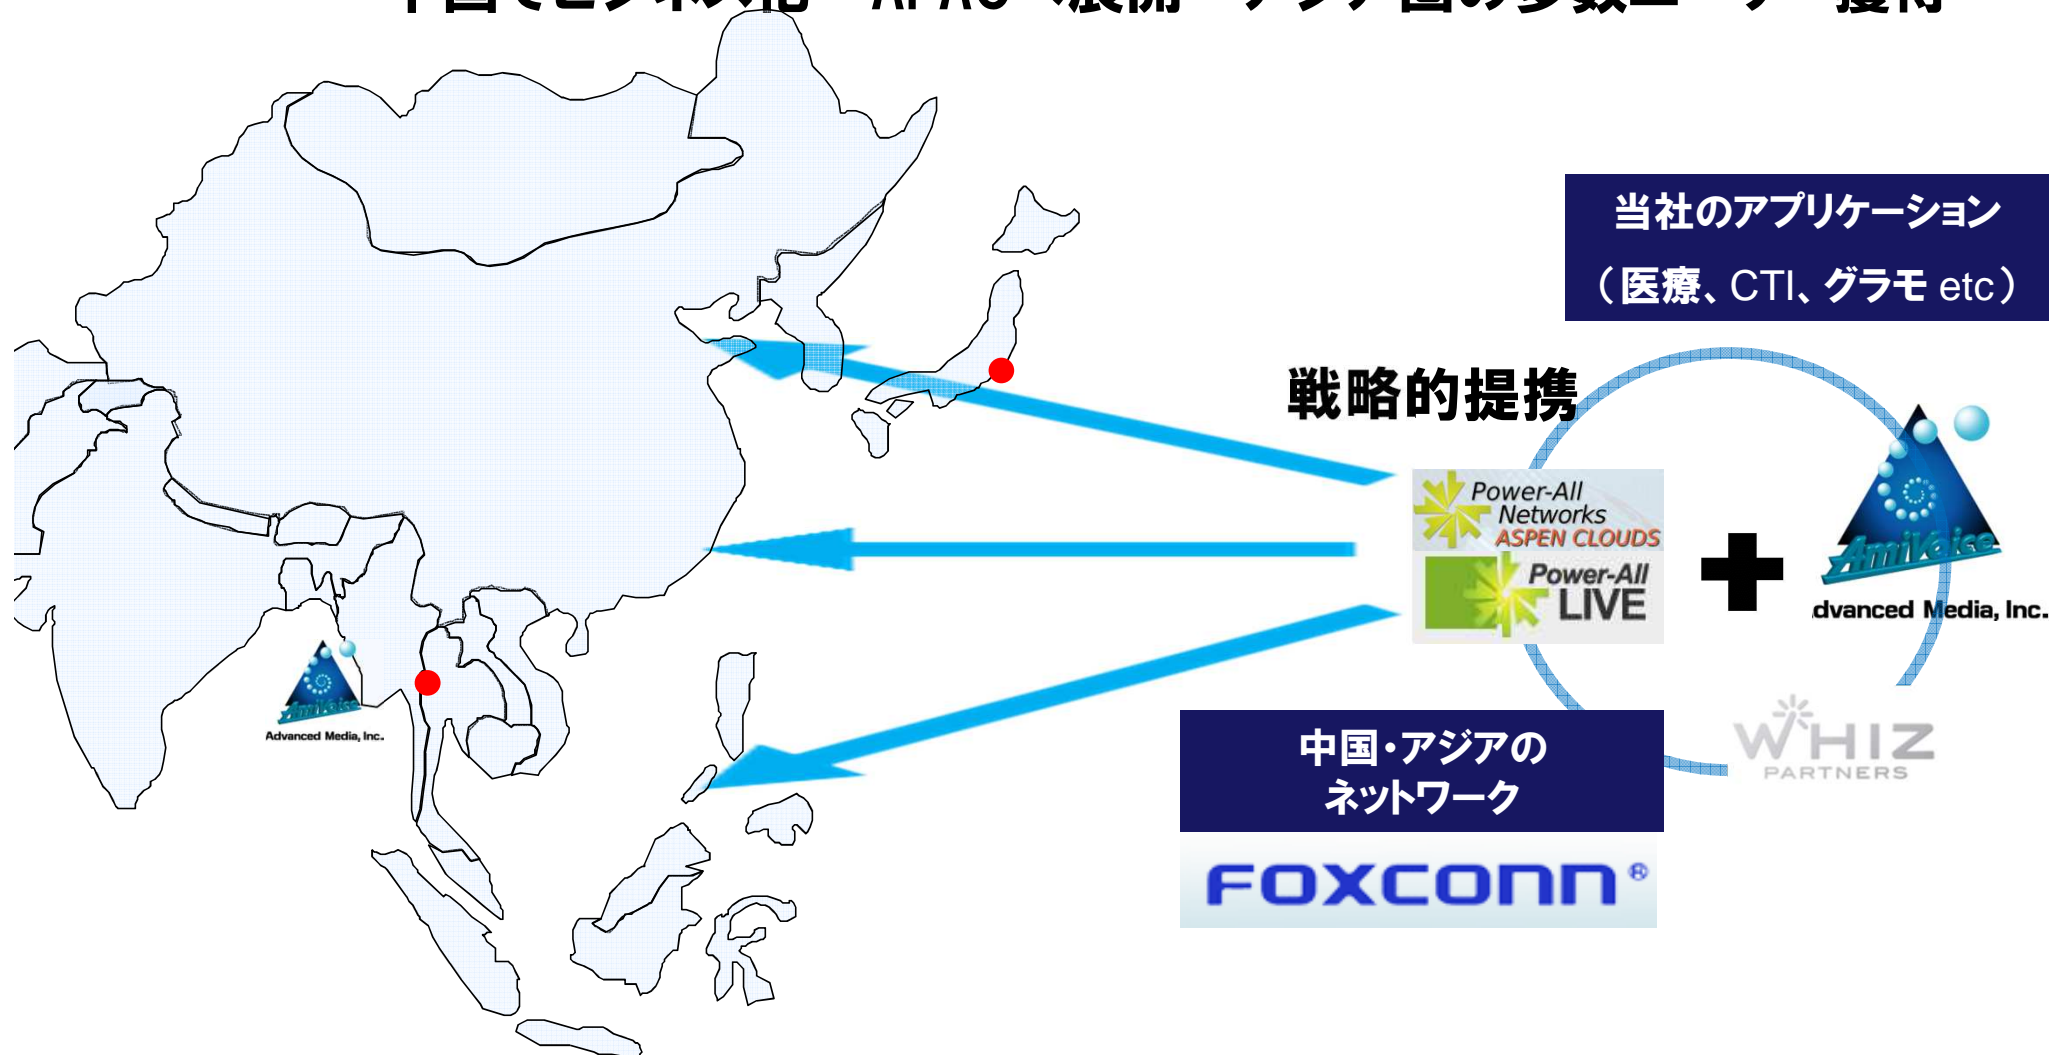 当社のアプリケーション
（医療、CTI、グラモ etc）
戦略的提携
Power-All
Networks
ASPEN CLOUDS
Power-All
LIVE
AmiVoice
dvanced Media, Inc.
AmiVoice
Advanced Media, Inc.
WHIZ
PARTNERS
中国・アジアの
ネットワーク
FOXCONN®